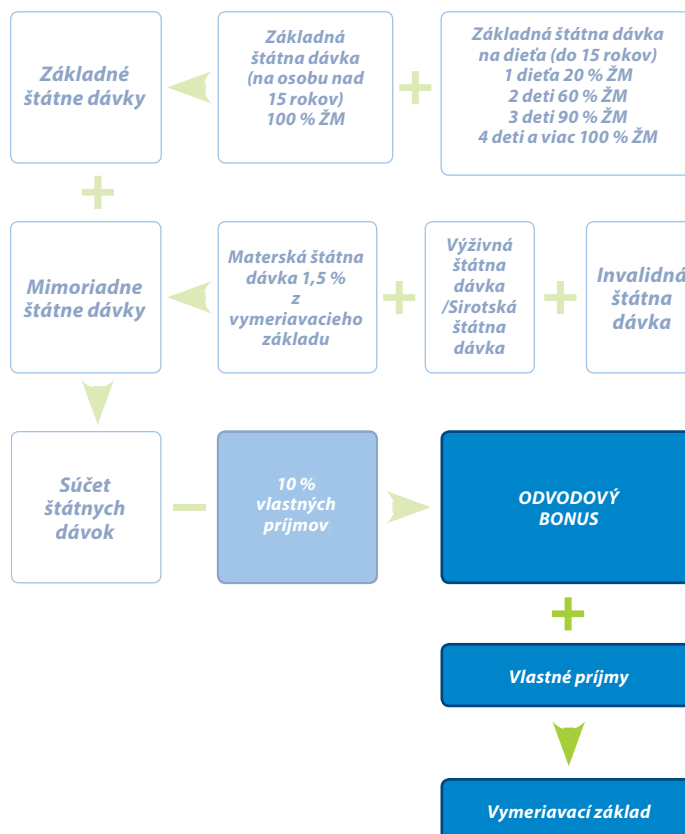 Základné
štátne dávky
Základná
štátna dávka
(na osobu nad
15 rokov)
100 % ŽM
Základná štátna dávka
na dieťa (do 15 rokov)
1 dieťa 20 % ŽM
2 deti 60 % ŽM
3 deti 90 % ŽM
4 deti a viac 100 % ŽM
Mimoriadne
štátne dávky
Materská štátna
dávka 1,5 %
z
vymeriavacieho
základu
Výživná
štátna
dávka
/Sirotská
štátna
dávka
Invalidná
štátna
dávka
Súčet
štátnych
dávok
10 %
vlastných
príjmov
ODVODOVÝ
BONUS
Vlastné príjmy
Vymeriavací základ